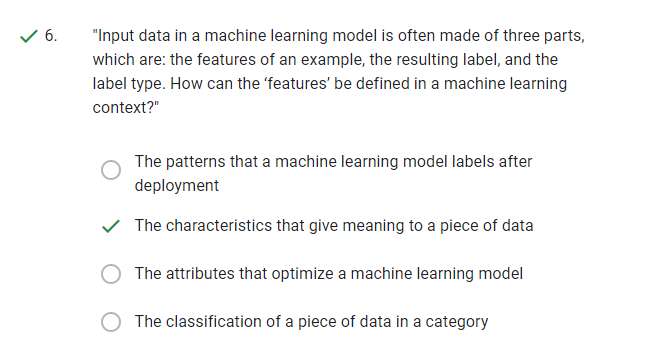 6. "Input data in a machine learning model is often made of three parts,
which are: the features of an example, the resulting label, and the
label type. How can the ‘features’ be defined in a machine learning
context?"
The patterns that a machine learning model labels after
deployment
The characteristics that give meaning to a piece of data
The attributes that optimize a machine learning model
The classification of a piece of data in a category